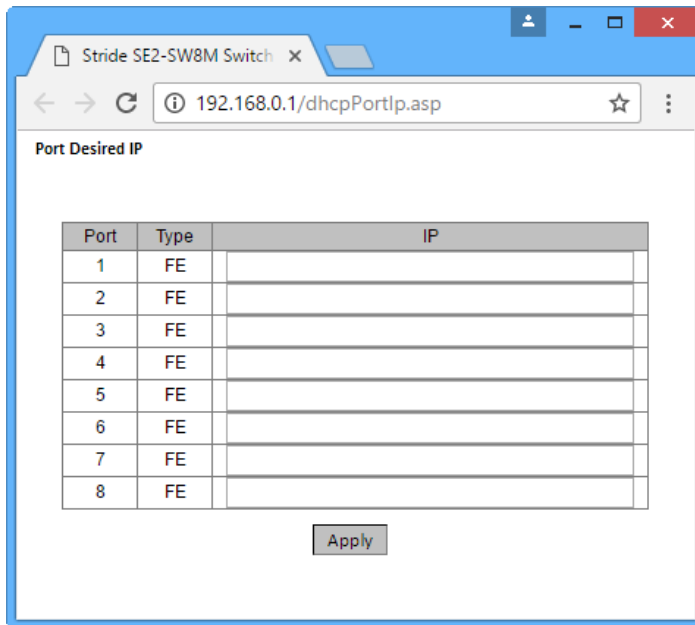 Stride SE2-SW8M Switch
192.168.0.1/dhcpPortIp.asp
Port Desired IP
Port Type IP
1 FE
2 FE
3 FE
4 FE
5 FE
6 FE
7 FE
8 FE
Apply